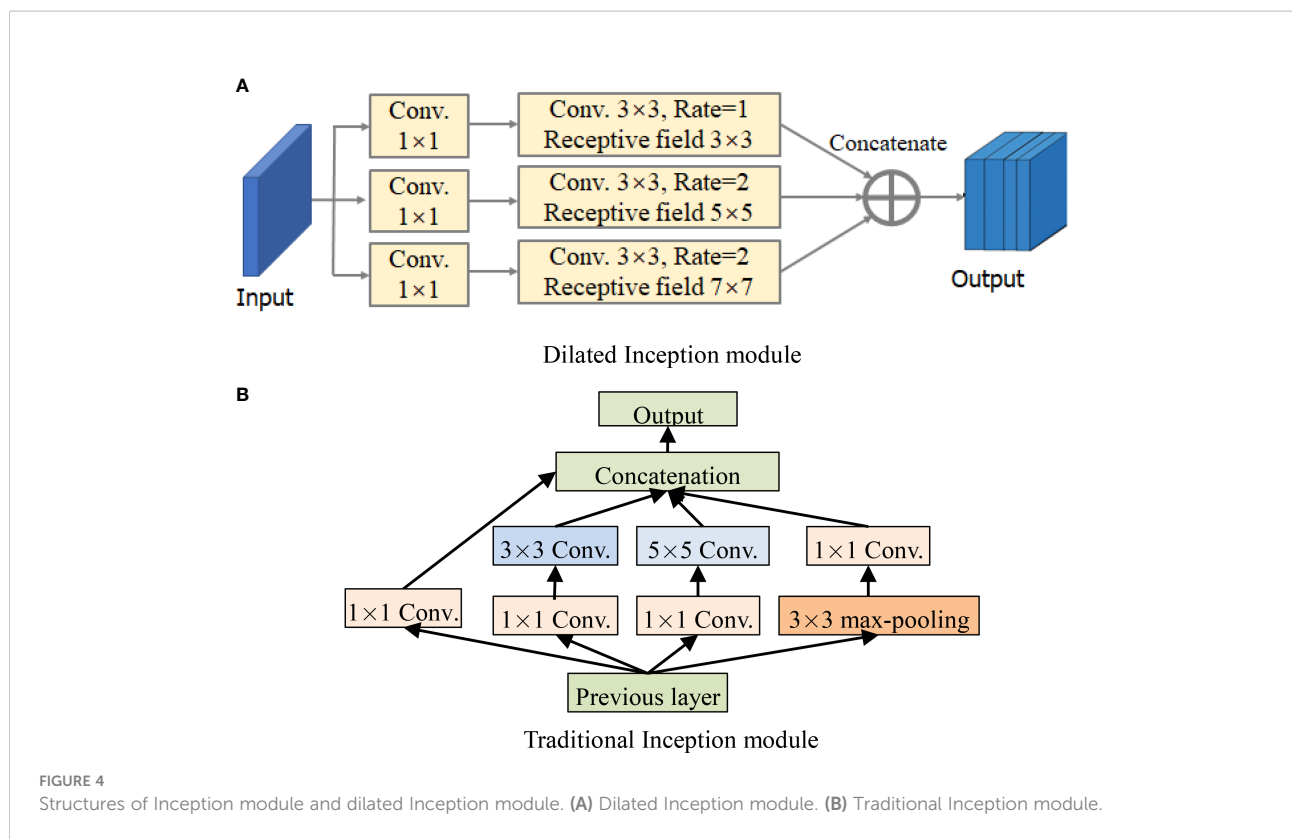 A
Conv.
1×1
Conv. 3×3, Rate=1
Receptive field 3×3
Conv.
1×1
Conv. 3×3, Rate=2
Receptive field 5×5
Conv.
1×1
Conv. 3×3, Rate=2
Receptive field 7×7
Concatenate
Input
Output
Dilated Inception module
B
Output
Concatenation
3×3 Conv.
5×5 Conv.
1×1 Conv.
1×1 Conv.
1×1 Conv.
1×1 Conv.
3×3 max-pooling
Previous layer
Traditional Inception module
FIGURE 4
Structures of Inception module and dilated Inception module. (A) Dilated Inception module. (B) Traditional Inception module.